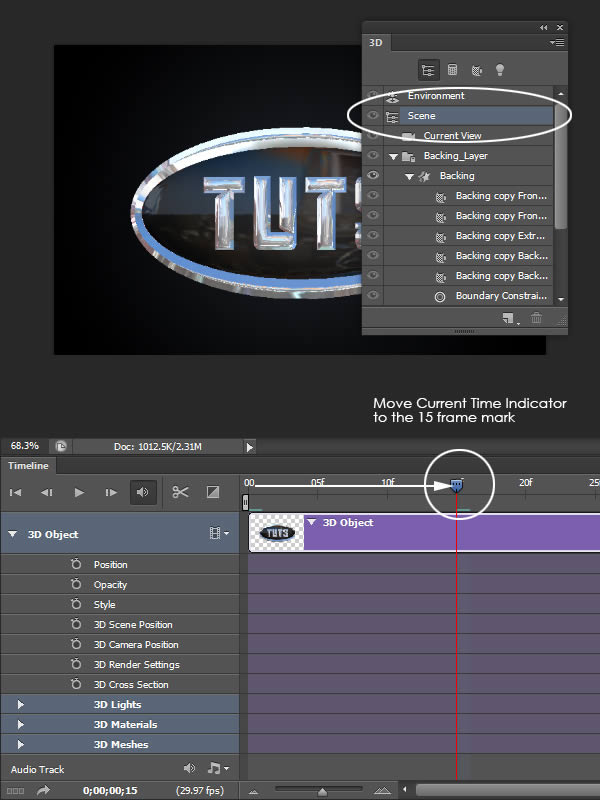 3D
Environment
Scene
Current View
Backing_Layer
Backing
Backing copy Fron...
Backing copy Fron...
Backing copy Extr...
Backing copy Back...
Backing copy Back...
Boundary Constrai...
TUTS
Move Current Time Indicator
to the 15 frame mark
68.3%
Doc: 1012.5K/2.31M
Timeline
00 05f 10f 20f 25
3D Object
TUTS
3D Object
Position
Opacity
Style
3D Scene Position
3D Camera Position
3D Render Settings
3D Cross Section
3D Lights
3D Materials
3D Meshes
Audio Track
0;00;00;15 (29.97 fps)